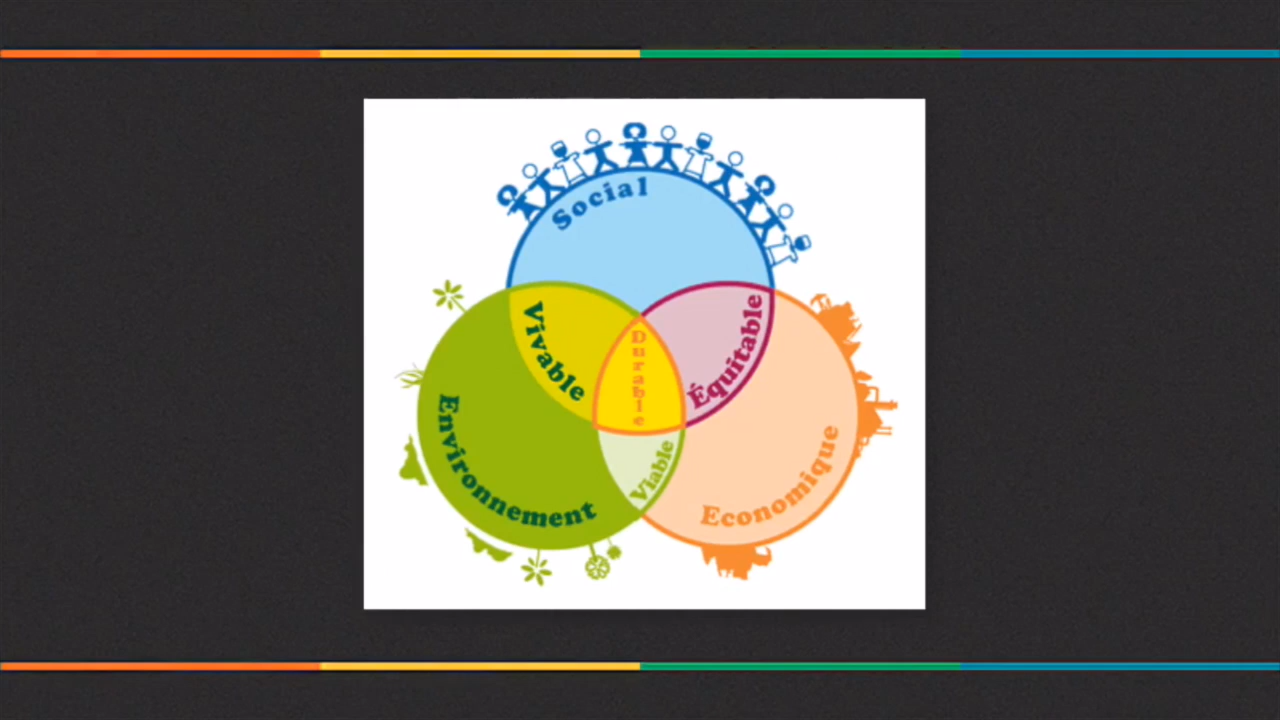 Social
Vivable
Durable
Équitable
Environnement
Viable
Economique